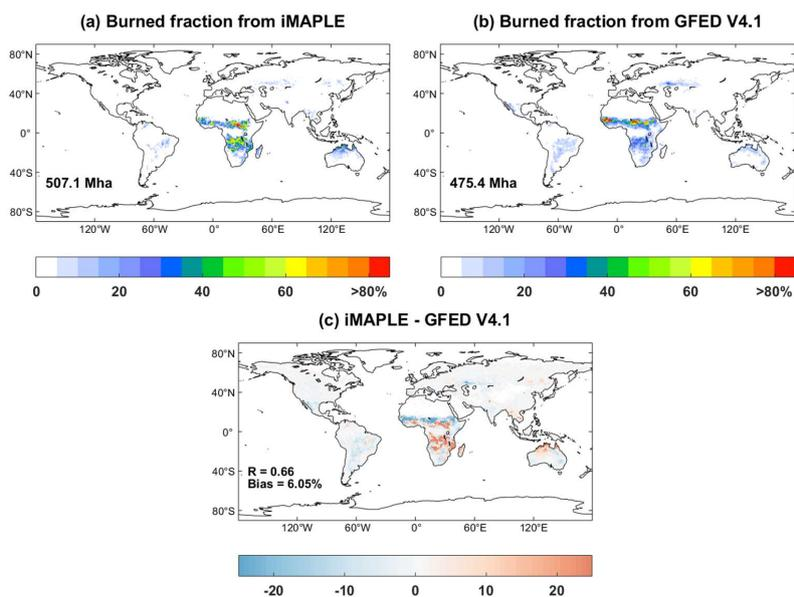 (a) Burned fraction from iMAPLE
(b) Burned fraction from GFED V4.1
80°N
40°N
0°
40°S
80°S
507.1 Mha
120°W 60°W 0° 60°E 120°E
80°N
40°N
0°
40°S
80°S
475.4 Mha
120°W 60°W 0° 60°E 120°E
0 20 40 60 >80%
0 20 40 60 >80%
(c) iMAPLE - GFED V4.1
80°N
40°N
0°
40°S
80°S
R = 0.66
Bias = 6.05%
120°W 60°W 0° 60°E 120°E
-20 -10 0 10 20